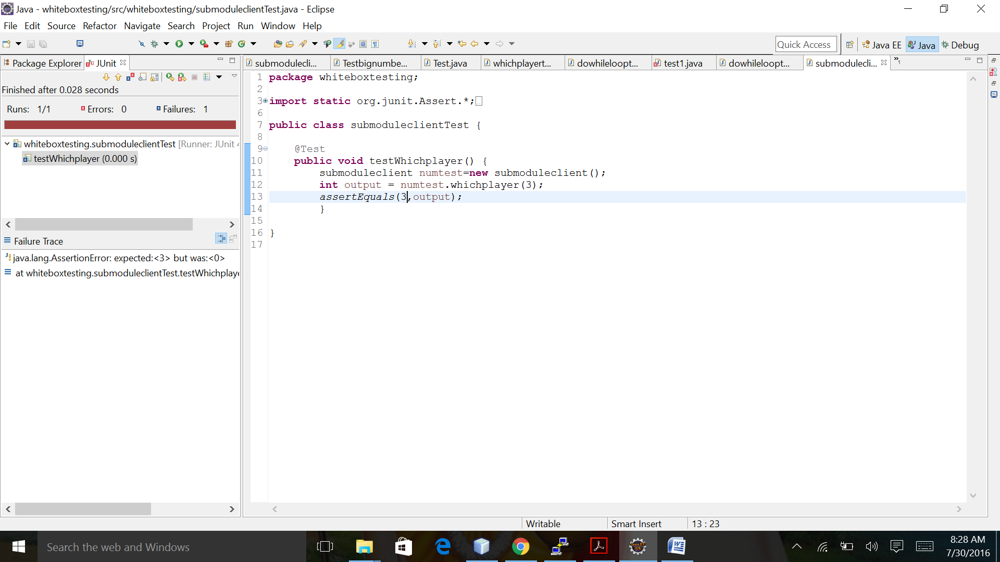 Java - whiteboxtesting/src/whiteboxtesting/submoduleclientTest.java - Eclipse
File Edit Source Refactor Navigate Search Project Run Window Help
Quick Access Java EE Java Debug
Package Explorer JUnit
Finished after 0.028 seconds
Runs: 1/1 Errors: 0 Failures: 1
whiteboxtesting.submoduleclientTest [Runner: JUnit 4
testWhichplayer (0.000 s)
Failure Trace
java.lang.AssertionError: expected:<3> but was:<0>
at whiteboxtesting.submoduleclientTest.testWhichplaye
submodulecli... Testbignumbe... Test.java whichplayert... dowhileloopt... test1.java dowhileloopt... submodulecli... »1
1 package whiteboxtesting;
2
3 import static org.junit.Assert.*;
6
7 public class submoduleclientTest {
8
9 @Test
10 public void testWhichplayer() {
11 submoduleclient numtest=new submoduleclient();
12 int output = numtest.whichplayer(3);
13 assertEquals(3,output);
14 }
15
16 }
17
Writable Smart Insert 13 : 23
Search the web and Windows
8:28 AM
7/30/2016